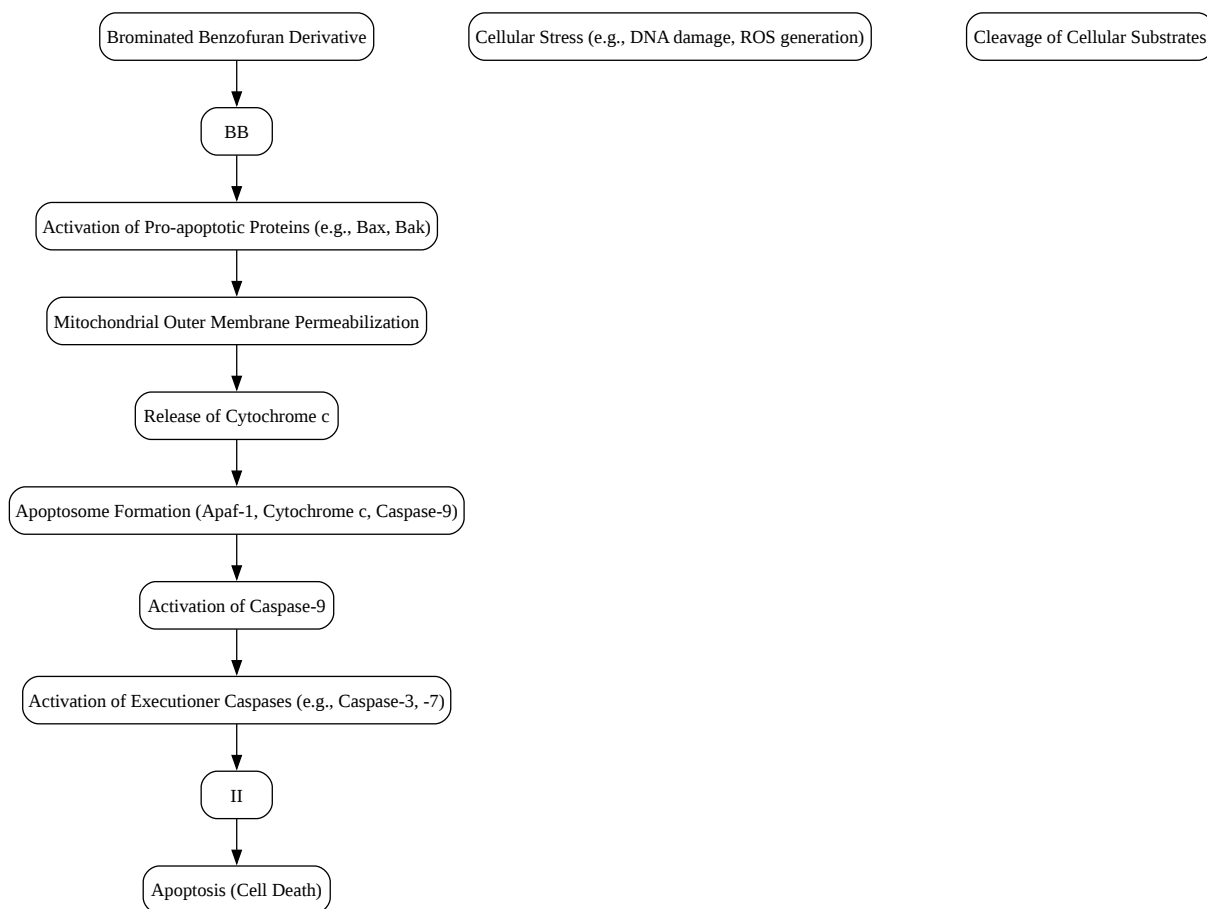 Brominated Benzofuran Derivative
Cellular Stress (e.g., DNA damage, ROS generation)
Cleavage of Cellular Substrates
BB
Activation of Pro-apoptotic Proteins (e.g., Bax, Bak)
Mitochondrial Outer Membrane Permeabilization
Release of Cytochrome c
Apoptosome Formation (Apaf-1, Cytochrome c, Caspase-9)
Activation of Caspase-9
Activation of Executioner Caspases (e.g., Caspase-3, -7)
II
Apoptosis (Cell Death)